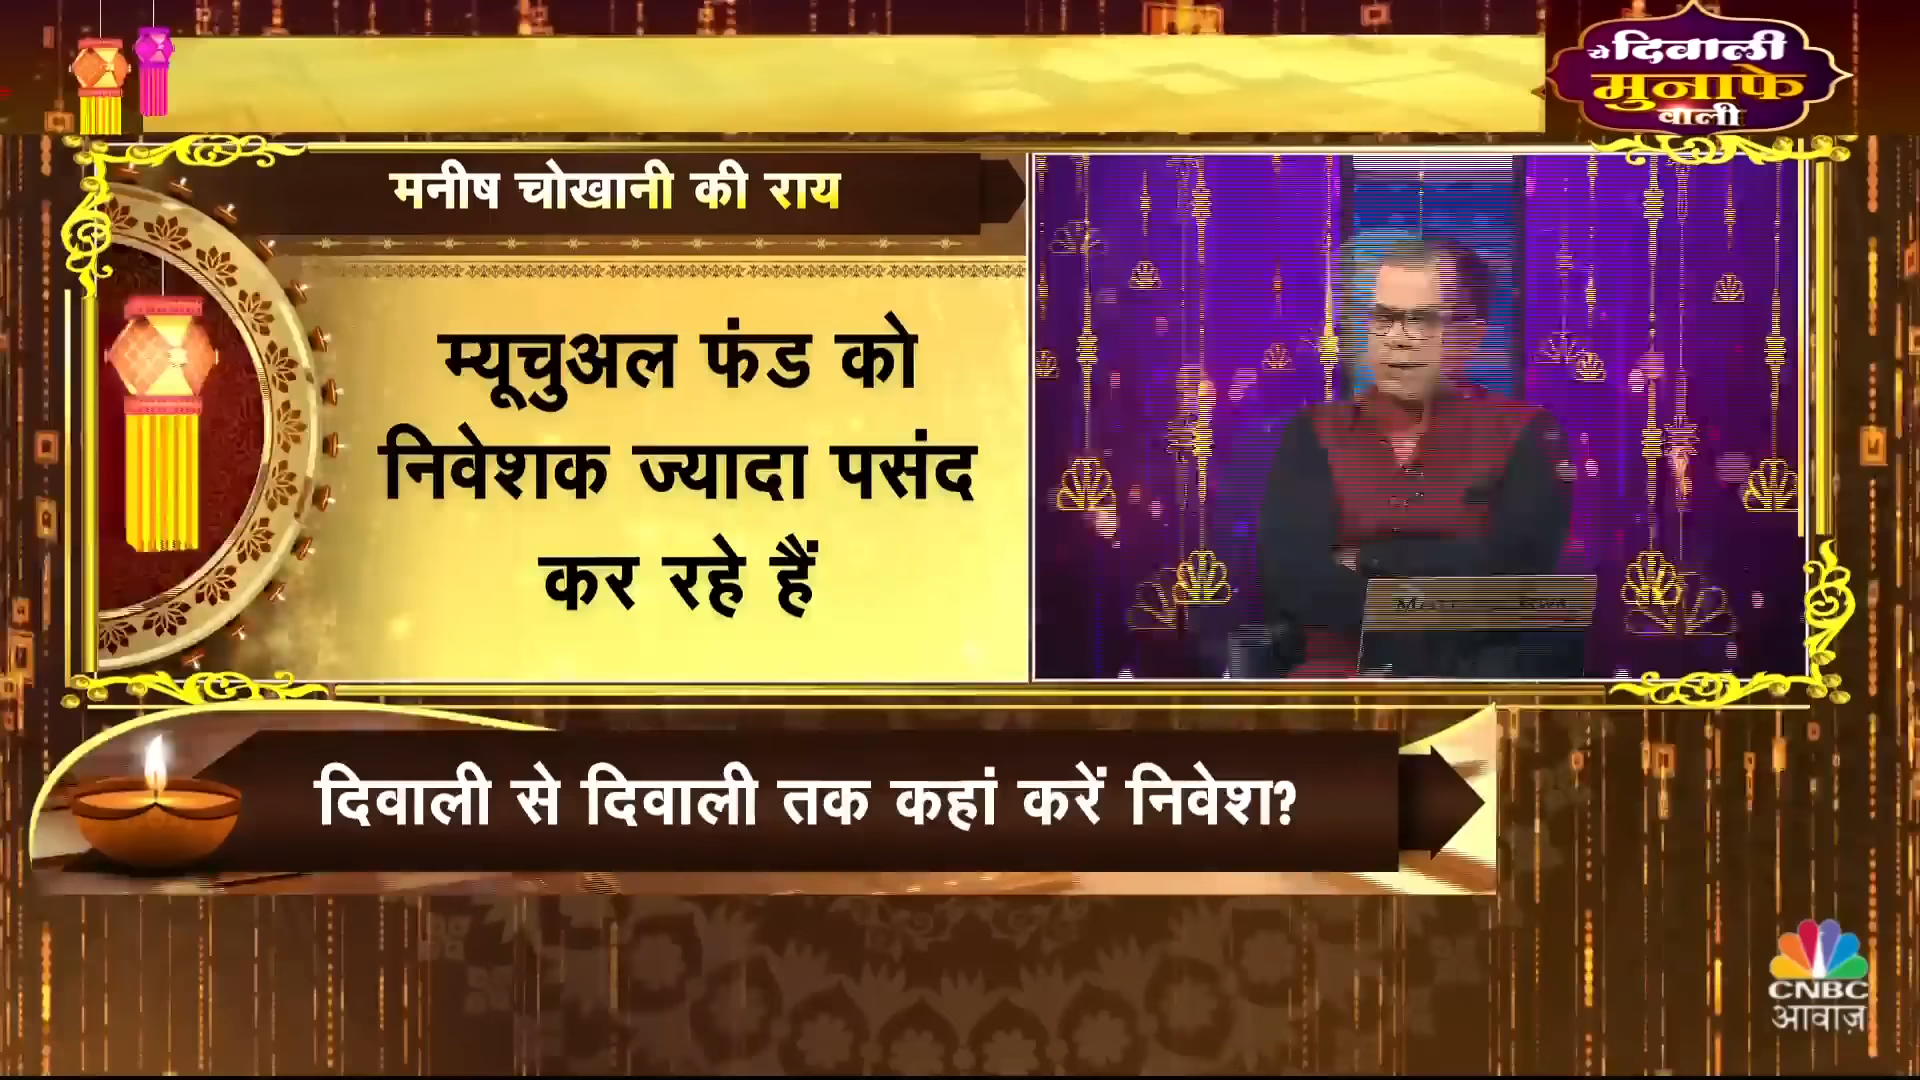 ये दिवाली
मुनाफे
वाली
मनीष चोखानी की राय
म्यूचुअल फंड को
निवेशक ज्यादा पसंद
कर रहे हैं
दिवाली से दिवाली तक कहां करें निवेश?
CNBC
आवाज़